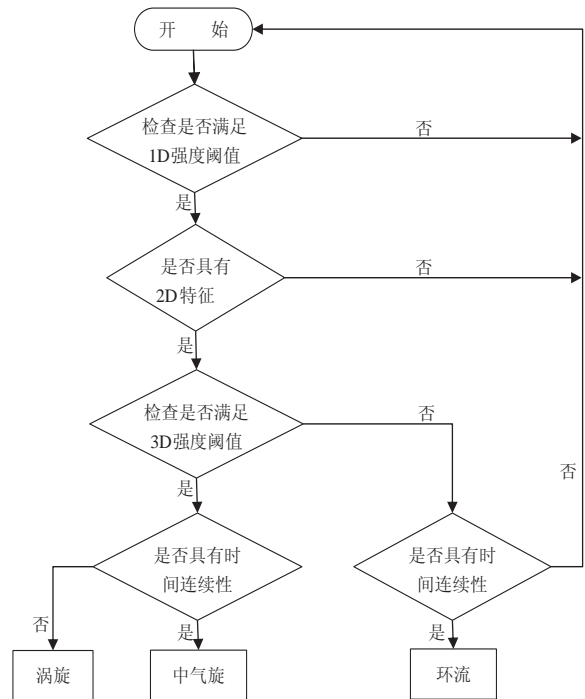 开 始
检查是否满足
1D强度阈值
否
是
是否具有
2D特征
否
是
检查是否满足
3D强度阈值
否
是
否
是否具有时
间连续性
是否具有时
间连续性
否
是
是
涡旋
中气旋
环流